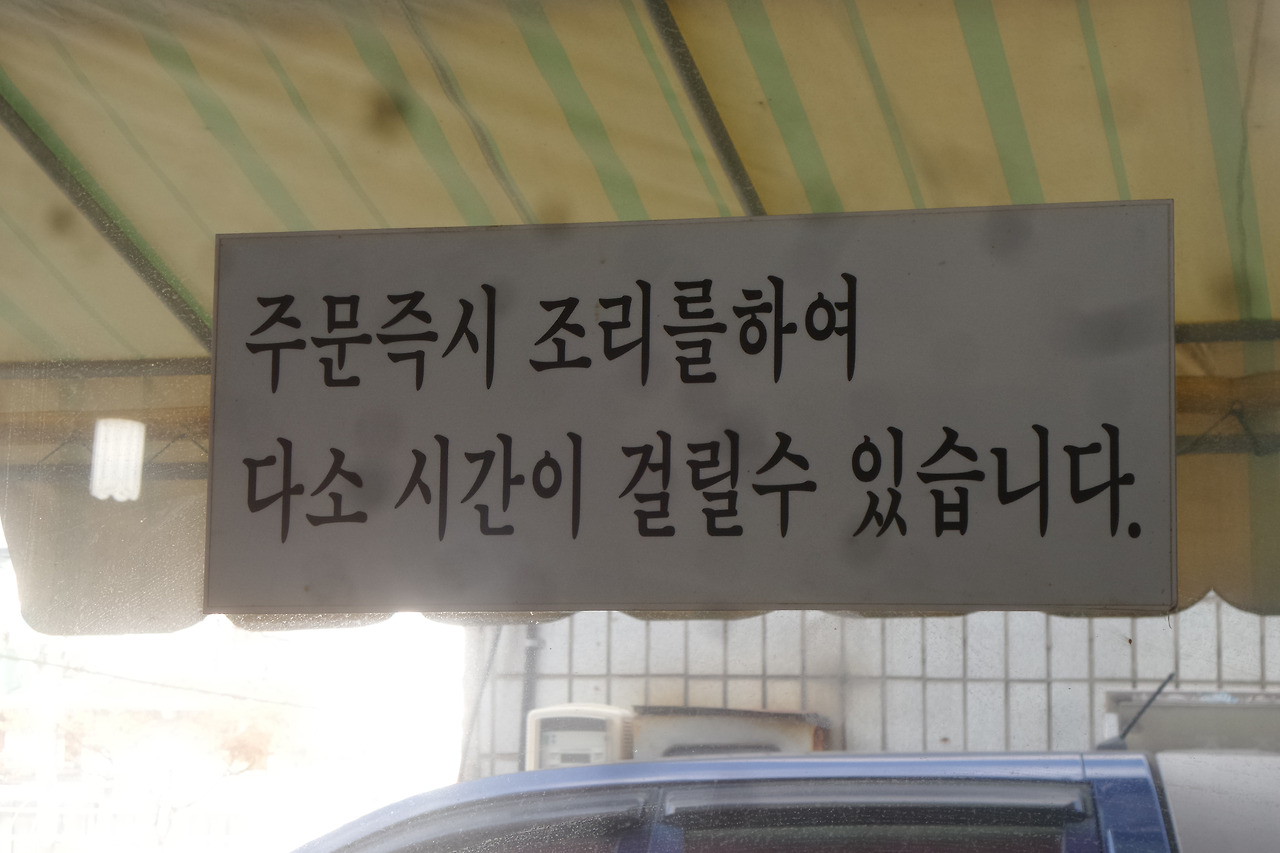 주문즉시 조리를하여
다소 시간이 걸릴수 있습니다.